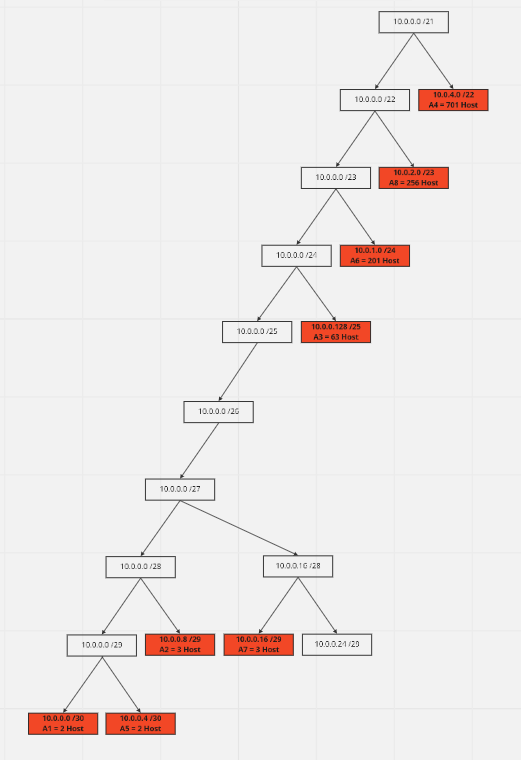 10.0.0.0 /21
10.0.0.0 /22
10.0.4.0 /22
A4 = 701 Host
10.0.0.0 /23
10.0.2.0 /23
A8 = 256 Host
10.0.0.0 /24
10.0.1.0 /24
A6 = 201 Host
10.0.0.0 /25
10.0.0.128 /25
A3 = 63 Host
10.0.0.0 /26
10.0.0.0 /27
10.0.0.0 /28
10.0.0.16 /28
10.0.0.0 /29
10.0.0.8 /29
A2 = 3 Host
10.0.0.16 /29
A7 = 3 Host
10.0.0.24 /29
10.0.0.0 /30
A1 = 2 Host
10.0.0.4 /30
A5 = 2 Host